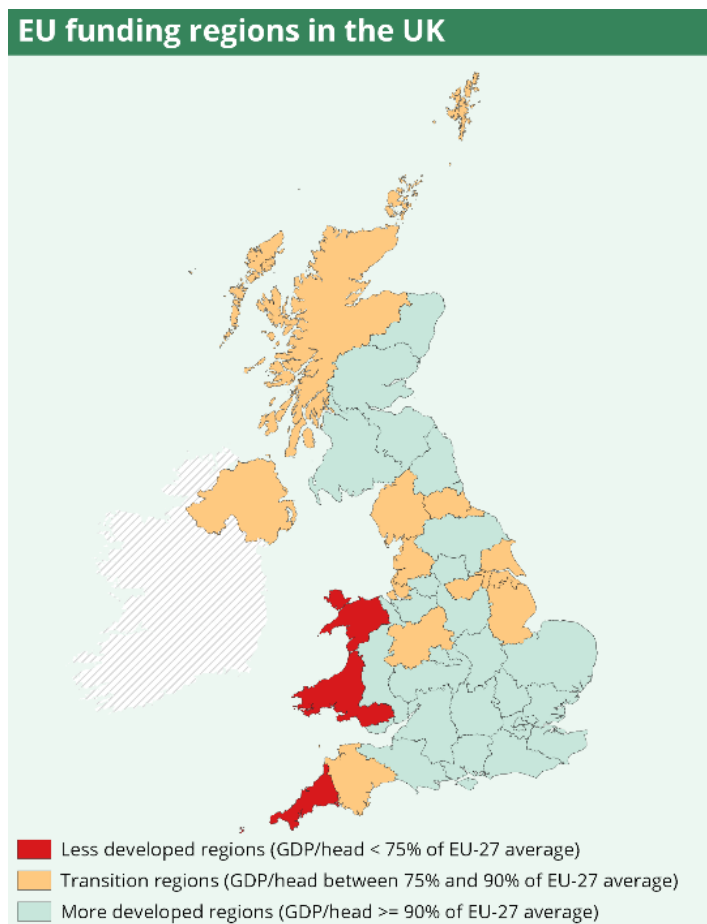 EU funding regions in the UK
Less developed regions (GDP/head < 75% of EU-27 average)
Transition regions (GDP/head between 75% and 90% of EU-27 average)
More developed regions (GDP/head >= 90% of EU-27 average)